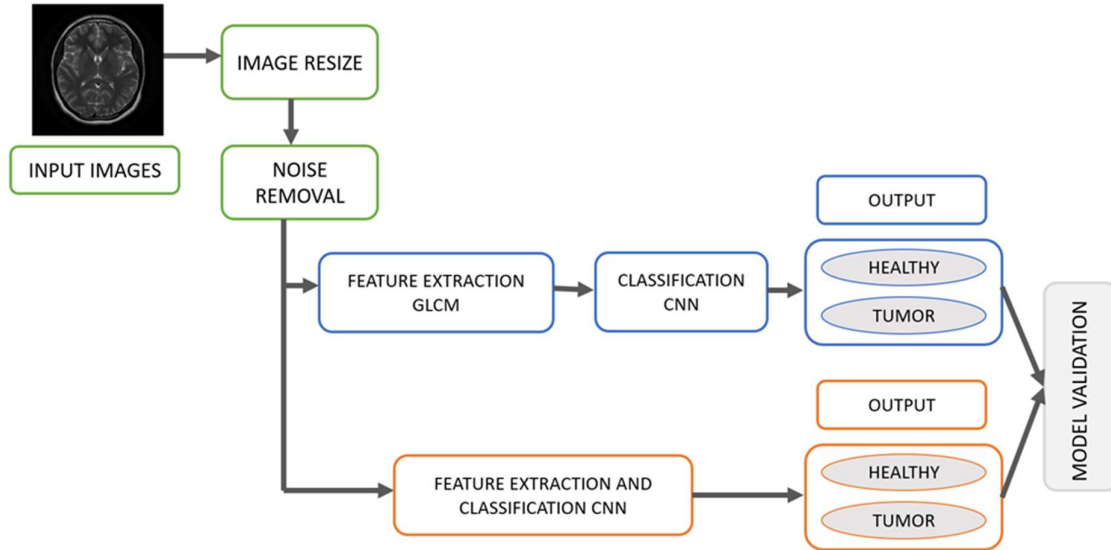 IMAGE RESIZE
INPUT IMAGES
NOISE
REMOVAL
FEATURE EXTRACTION
GLCM
CLASSIFICATION
CNN
OUTPUT
HEALTHY
TUMOR
FEATURE EXTRACTION AND
CLASSIFICATION CNN
OUTPUT
HEALTHY
TUMOR
MODEL VALIDATION